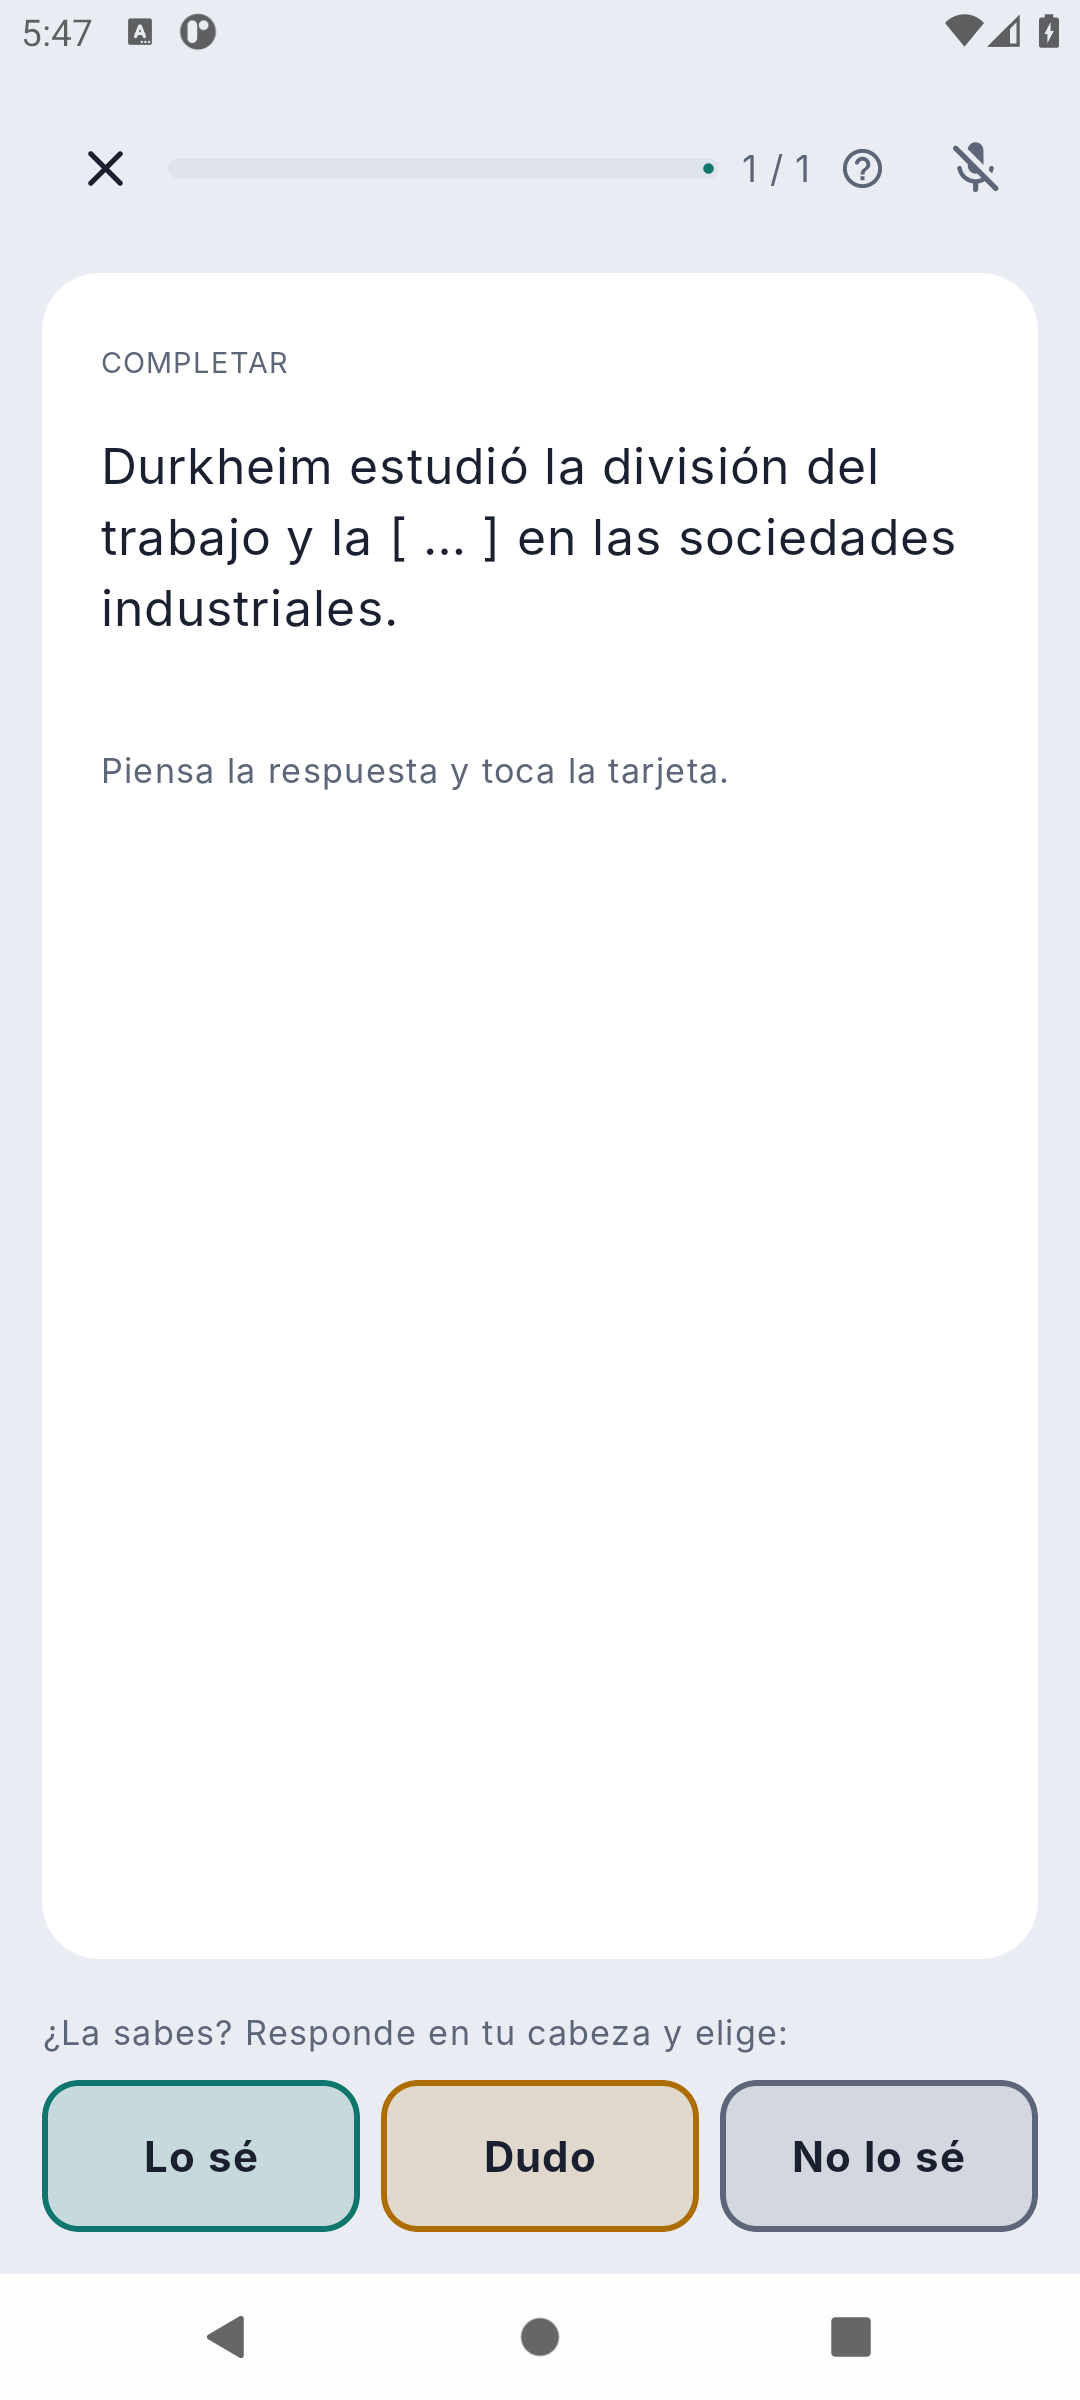 5:47
1 / 1
COMPLETAR
Durkheim estudió la división del
trabajo y la [ ... ] en las sociedades
industriales.
Piensa la respuesta y toca la tarjeta.
¿La sabes? Responde en tu cabeza y elige:
Lo sé
Dudo
No lo sé